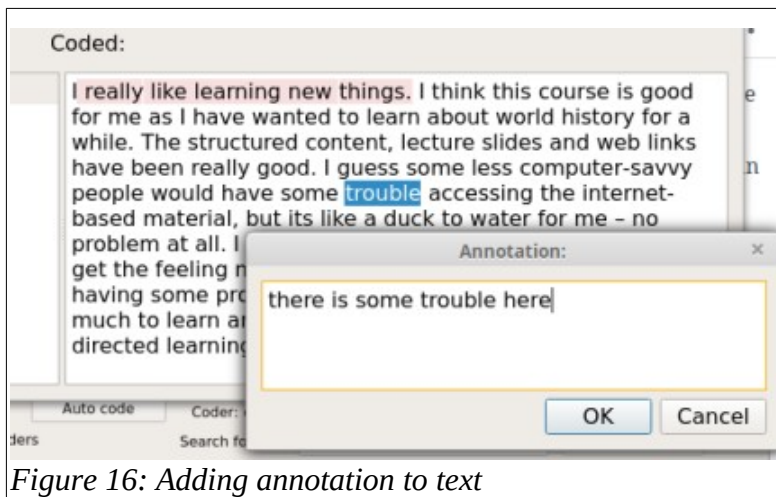 Coded:
I really like learning new things. I think this course is good
for me as I have wanted to learn about world history for a
while. The structured content, lecture slides and web links
have been really good. I guess some less computer-savvy
people would have some trouble accessing the internet-
based material, but its like a duck to water for me – no
problem at all. I
get the feeling
having some
much to learn
directed learning
Annotation:
there is some trouble here
OK Cancel
Auto code Coder:
Search
Figure 16: Adding annotation to text